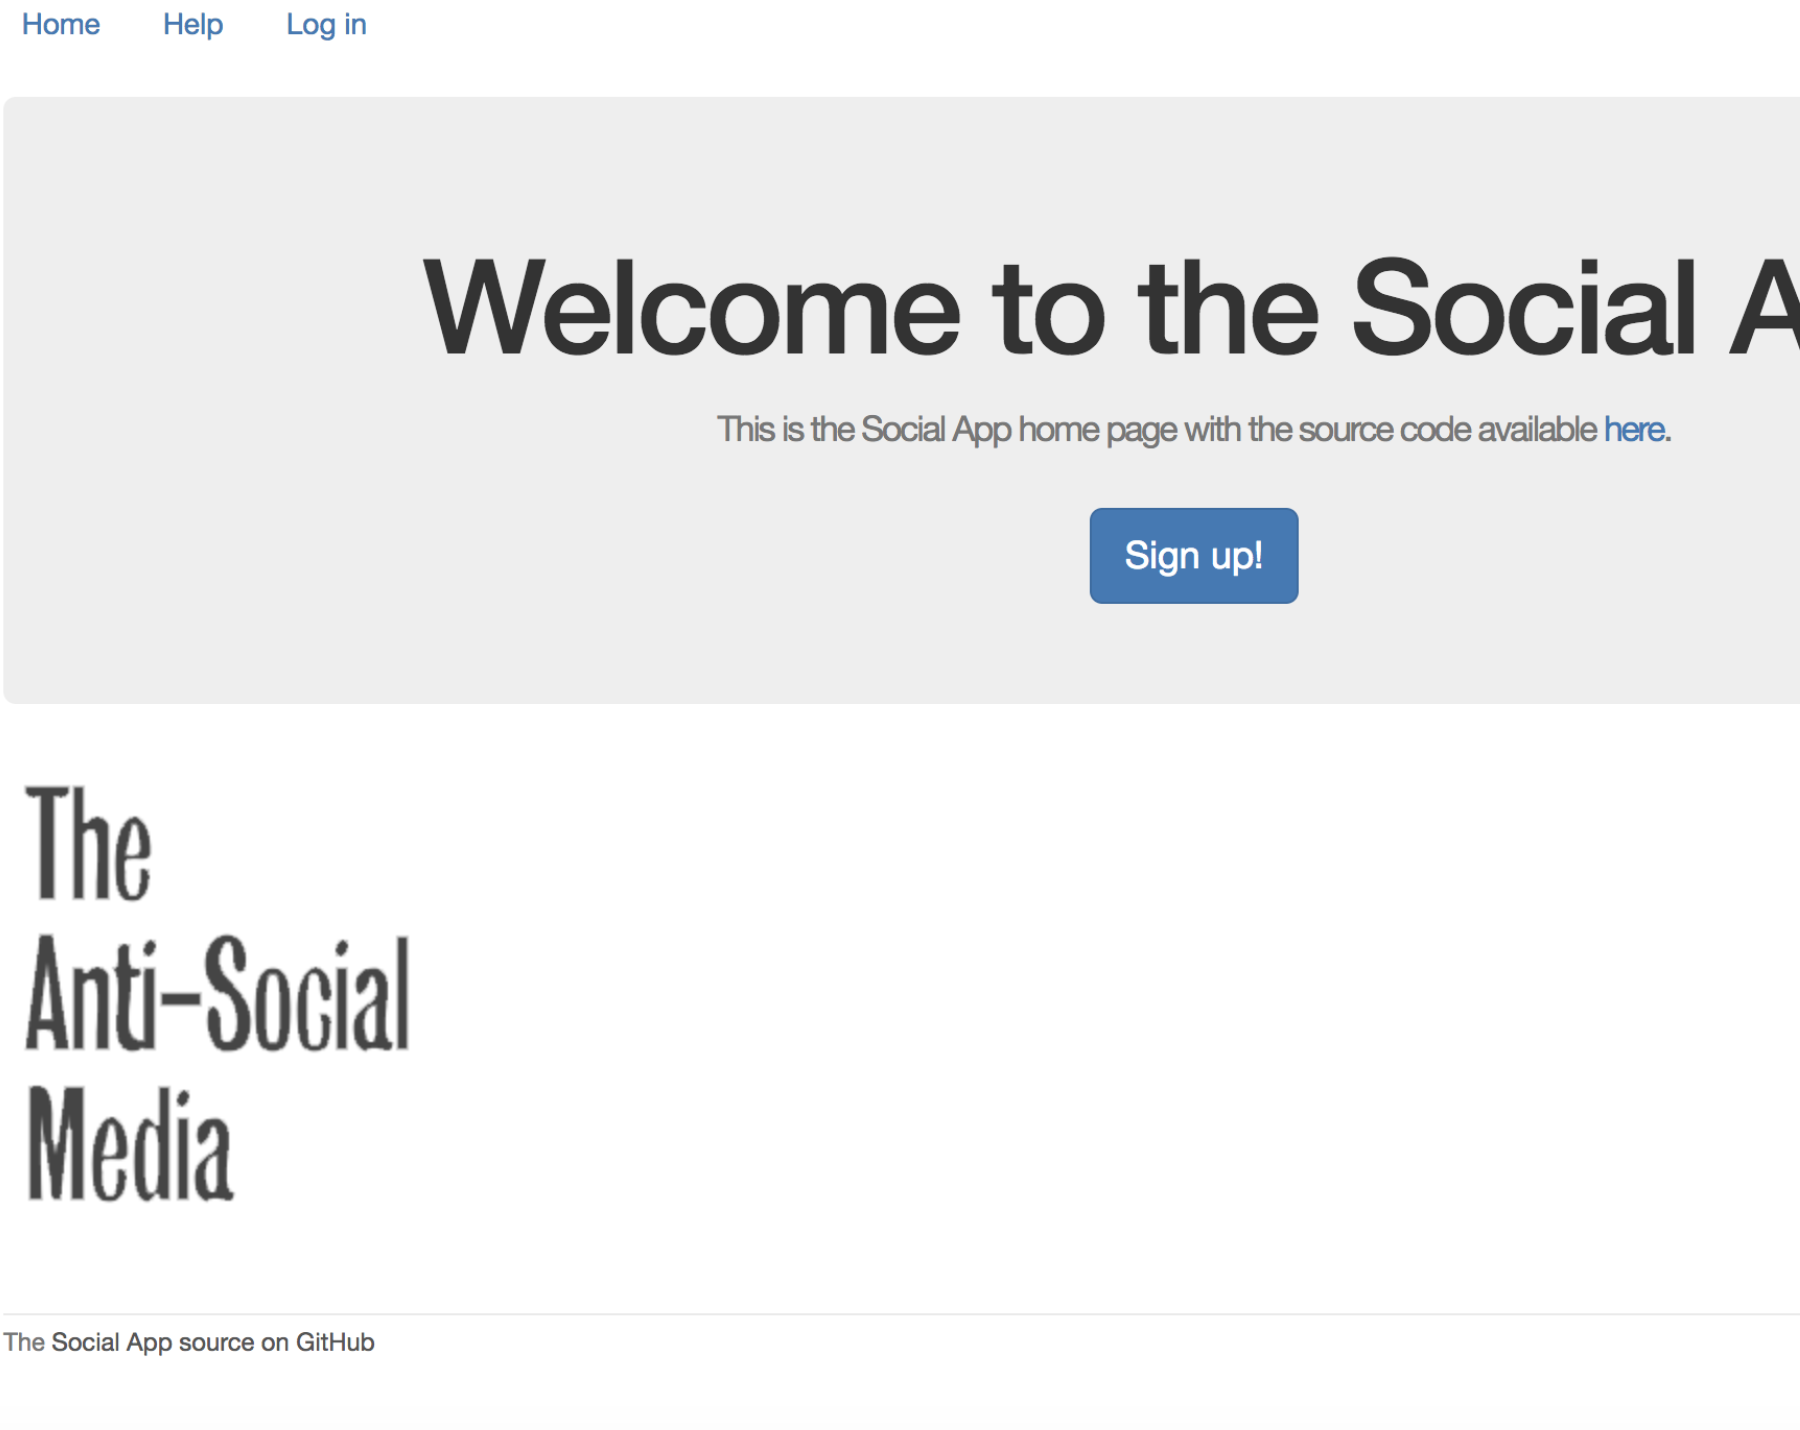 Home Help Log in
Welcome to the Social A
This is the Social App home page with the source code available here.
Sign up!
The
Anti-Social
Media
The Social App source on GitHub